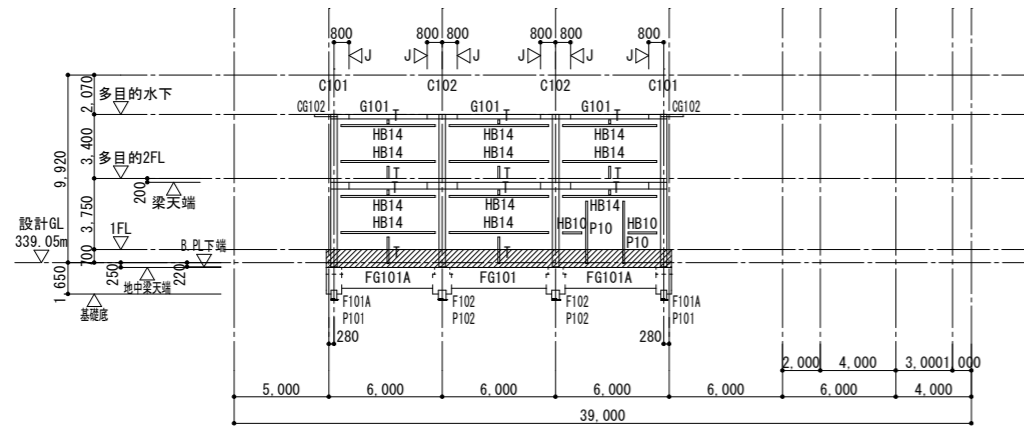 800 800 800 800 800 800
J J J J J J
C101 C102 C102 C101
2,070
多目的水下
CG102 G101 T G101 T G101 T CG102
HB14 HB14 HB14
3,400
HB14 HB14 HB14
9,920
多目的2FL
T T T
200
梁天端
T T T
HB14 HB14 HB14
3,750
HB14 HB14 HB10 P10 HB10
P10
設計GL
339.05m
1FL
B.PL下端
700
T T
250
220
地中梁天端
1,650
FG101A FG101 FG101A
基礎底
F101A F102 F102 F101A
P101 P102 P102 P101
280 280
2,000 4,000 3,000 1,000
5,000 6,000 6,000 6,000 6,000 6,000 4,000
39,000